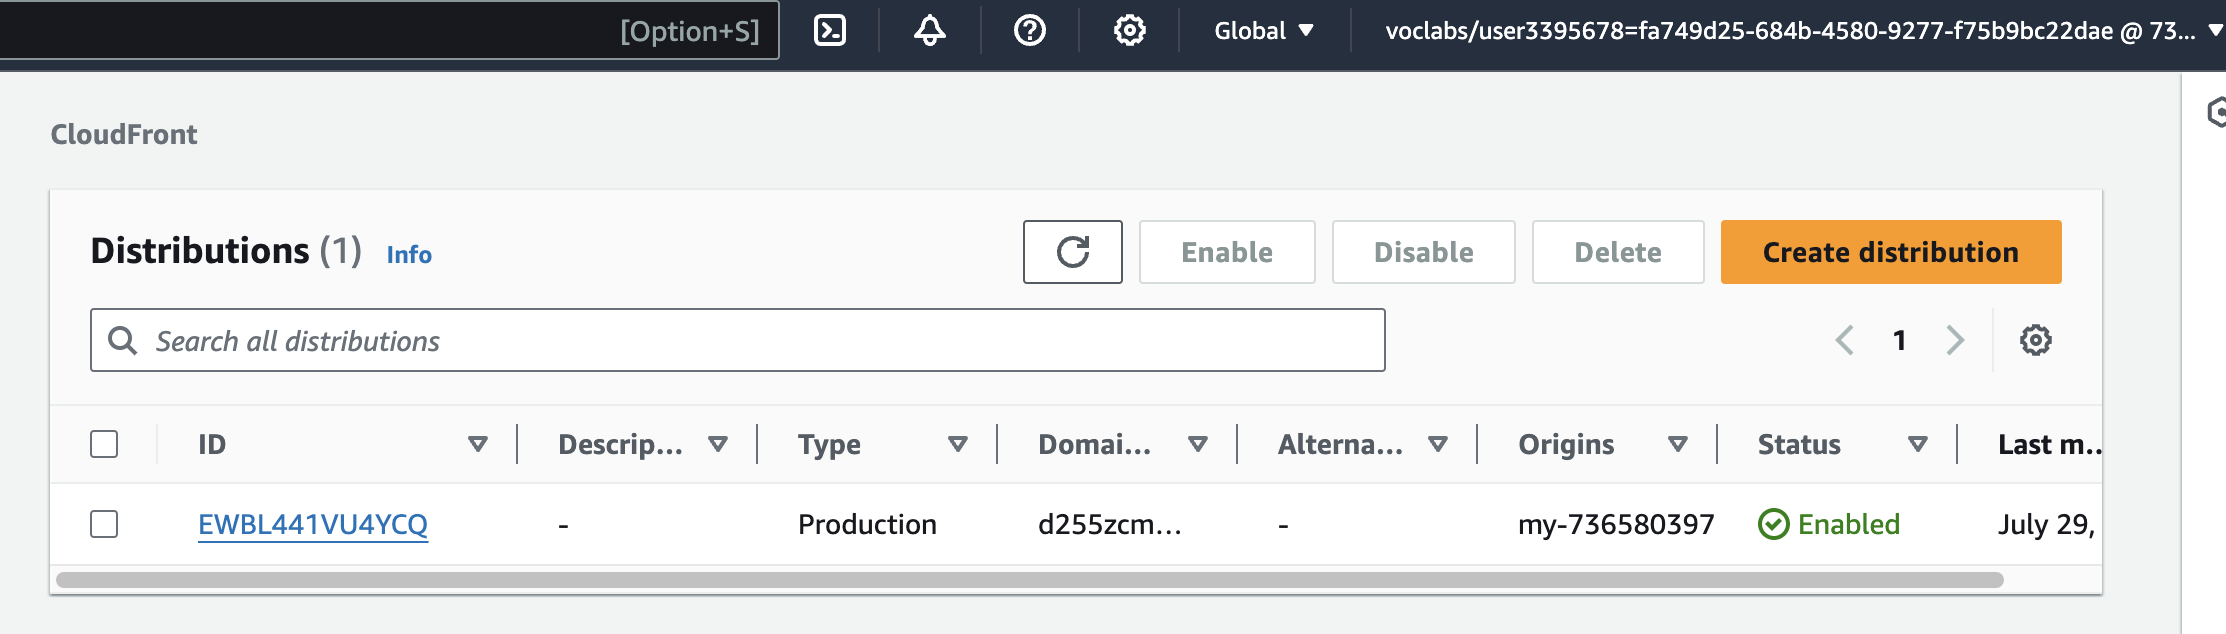 [Option+S] Global voclabs/user3395678=fa749d25-684b-4580-9277-f75b9bc22dae @ 73...
CloudFront
Distributions (1) Info Enable Disable Delete Create distribution
Search all distributions 1
ID Descrip... Type Domai... Alterna... Origins Status Last m..
EWBL441VU4YCQ - Production d255zcm... - my-736580397 Enabled July 29,